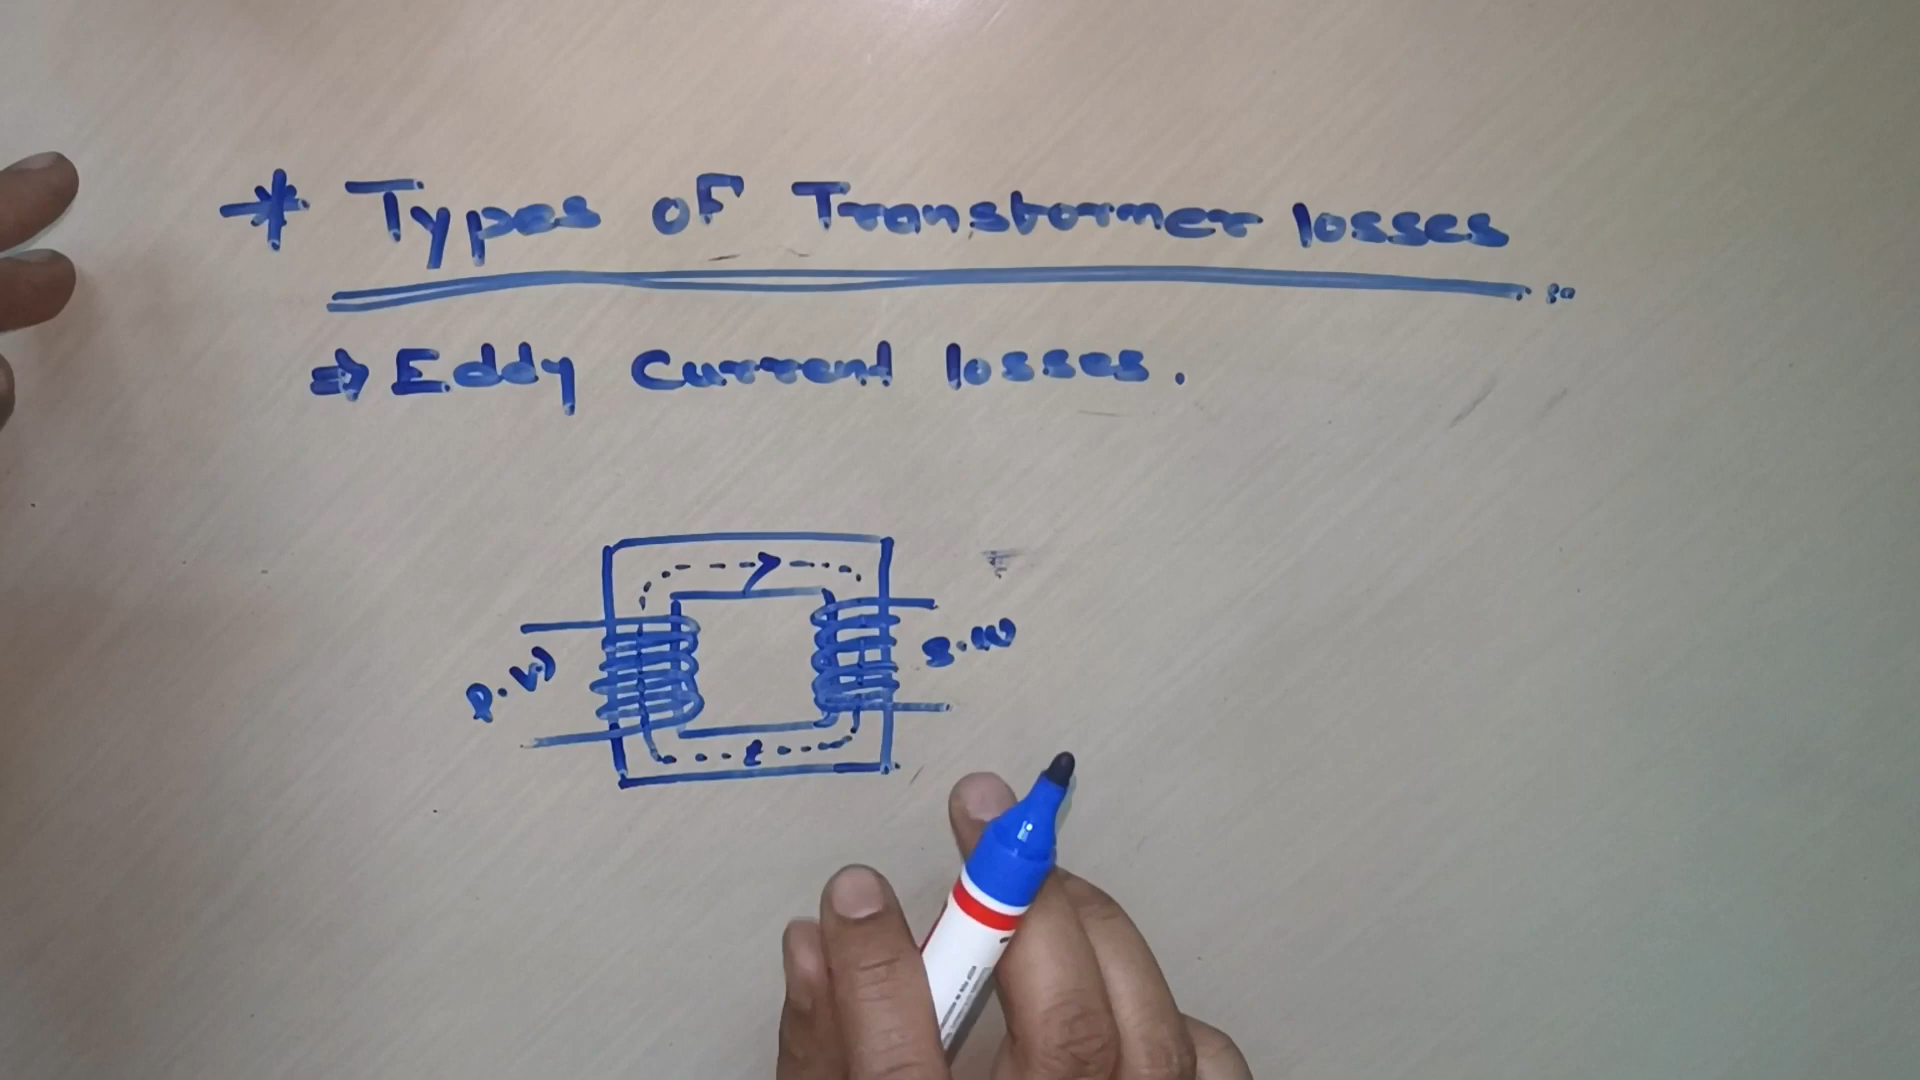 * Types of Transformer losses
⇒ Eddy Current losses.
P.W
S.W